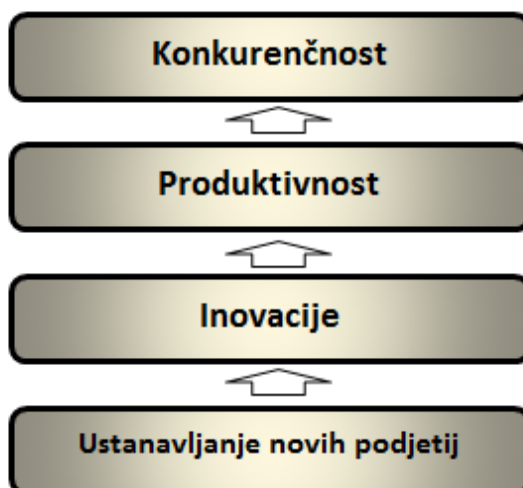 Konkurenčnost
Produktivnost
Inovacije
Ustanavljanje novih podjetij